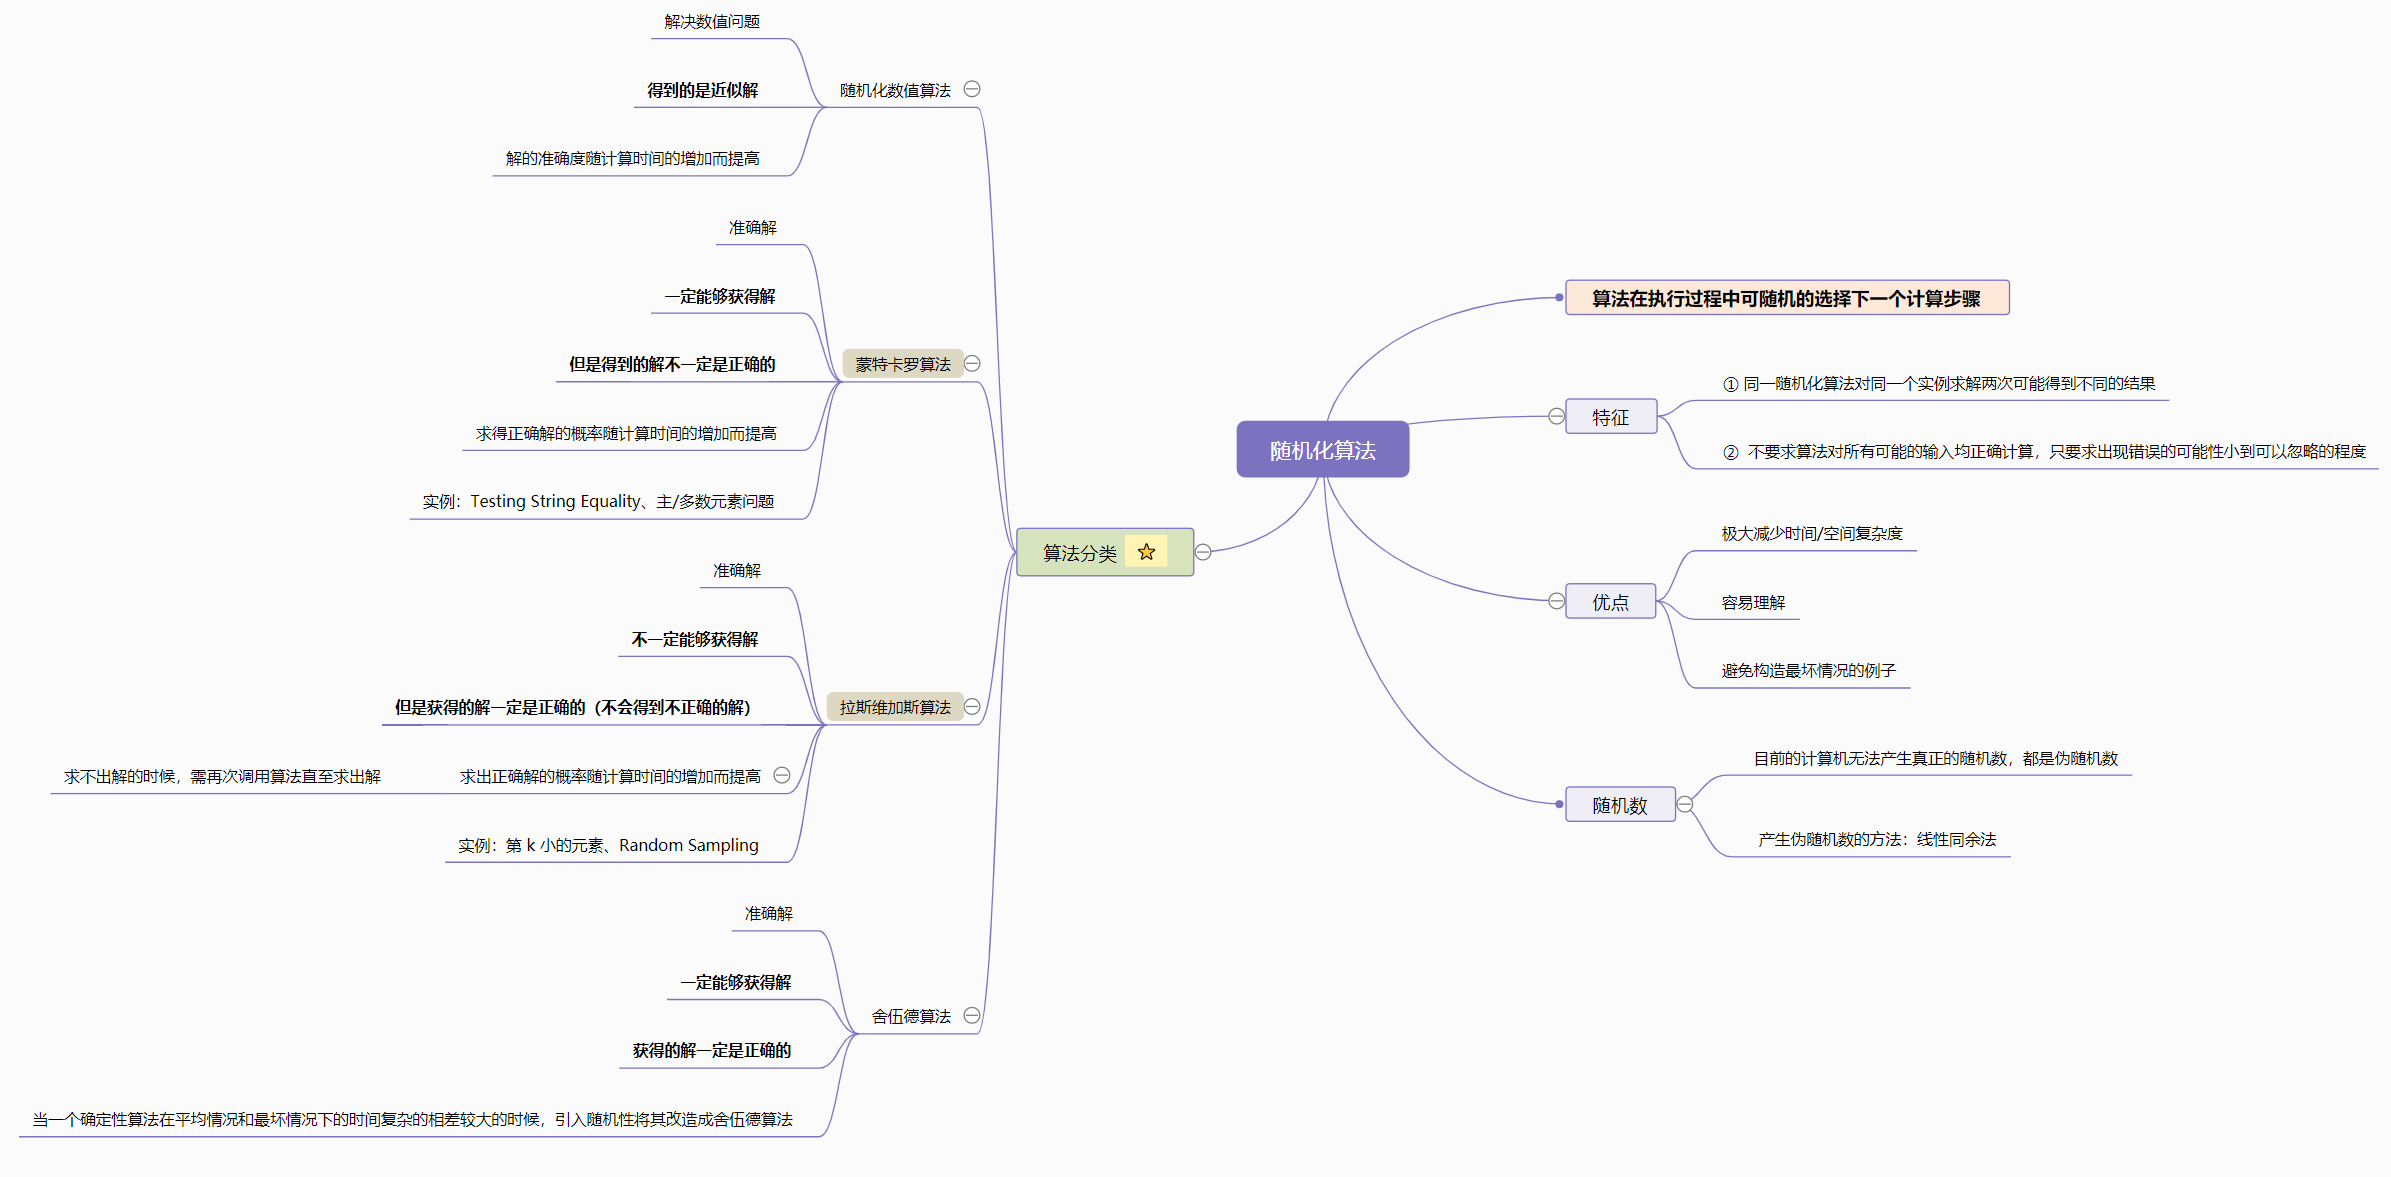 随机化算法
算法在执行过程中可随机的选择下一个计算步骤
特征
① 同一随机化算法对同一个实例求解两次可能得到不同的结果
② 不要求算法对所有可能的输入均正确计算，只要求出现错误的可能性小到可以忽略的程度
优点
极大减少时间/空间复杂度
容易理解
避免构造最坏情况的例子
随机数
目前的计算机无法产生真正的随机数，都是伪随机数
产生伪随机数的方法：线性同余法
算法分类
随机化数值算法
解决数值问题
得到的是近似解
解的准确度随计算时间的增加而提高
蒙特卡罗算法
准确解
一定能够获得解
但是得到的解不一定是正确的
求得正确解的概率随计算时间的增加而提高
实例：Testing String Equality、主/多数元素问题
拉斯维加斯算法
准确解
不一定能够获得解
但是获得的解一定是正确的（不会得到不正确的解）
求出正确解的概率随计算时间的增加而提高
求不出解的时候，需再次调用算法直至求出解
实例：第 k 小的元素、Random Sampling
舍伍德算法
准确解
一定能够获得解
获得的解一定是正确的
当一个确定性算法在平均情况和最坏情况下的时间复杂的相差较大的时候，引入随机性将其改造成舍伍德算法